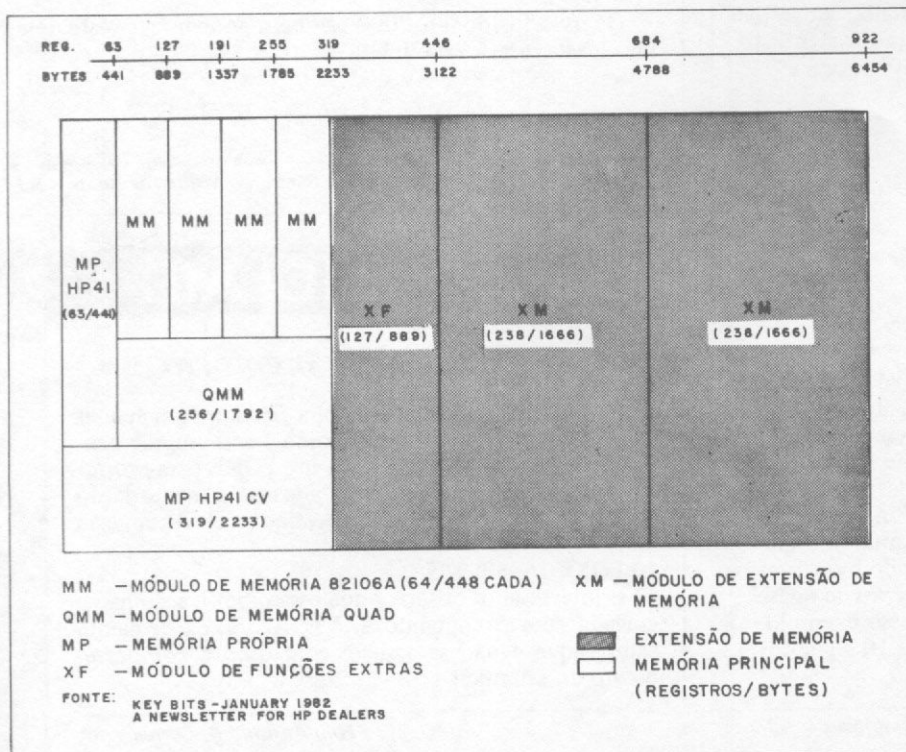 REG. 63 127 191 255 319 446 684 922
BYTES 441 889 1337 1785 2233 3122 4788 6454
MM MM MM MM
MP
HP41
(63/440)
XF
(127/889)
XM
(238/1666)
XM
(238/1666)
QMM
(256/1792)
MP HP41 CV
(319/2233)
MM — MÓDULO DE MEMÓRIA 82106A (64/448 CADA)
QMM — MÓDULO DE MEMÓRIA QUAD
MP — MEMÓRIA PRÓPRIA
XF — MÓDULO DE FUNÇÕES EXTRAS
FONTE: KEY BITS – JANUARY 1982
A NEWSLETTER FOR HP DEALERS
XM — MÓDULO DE EXTENSÃO DE
MEMÓRIA
EXTENSÃO DE MEMÓRIA
MEMÓRIA PRINCIPAL
(REGISTROS/BYTES)